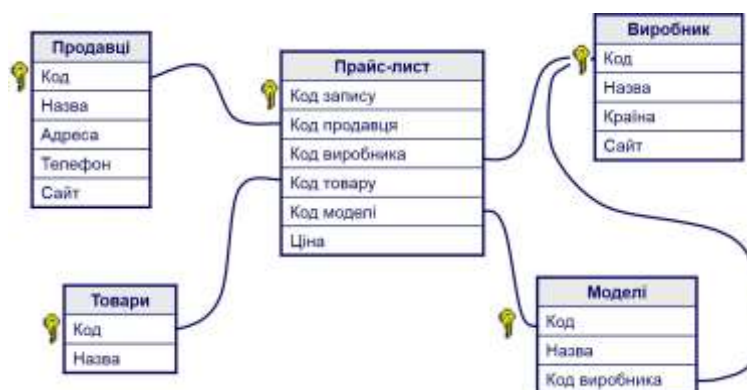 Продавці
Код
Назва
Адреса
Телефон
Сайт
Прайс-лист
Код запису
Код продавця
Код виробника
Код товару
Код моделі
Ціна
Виробник
Код
Назва
Країна
Сайт
Товари
Код
Назва
Моделі
Код
Назва
Код виробника